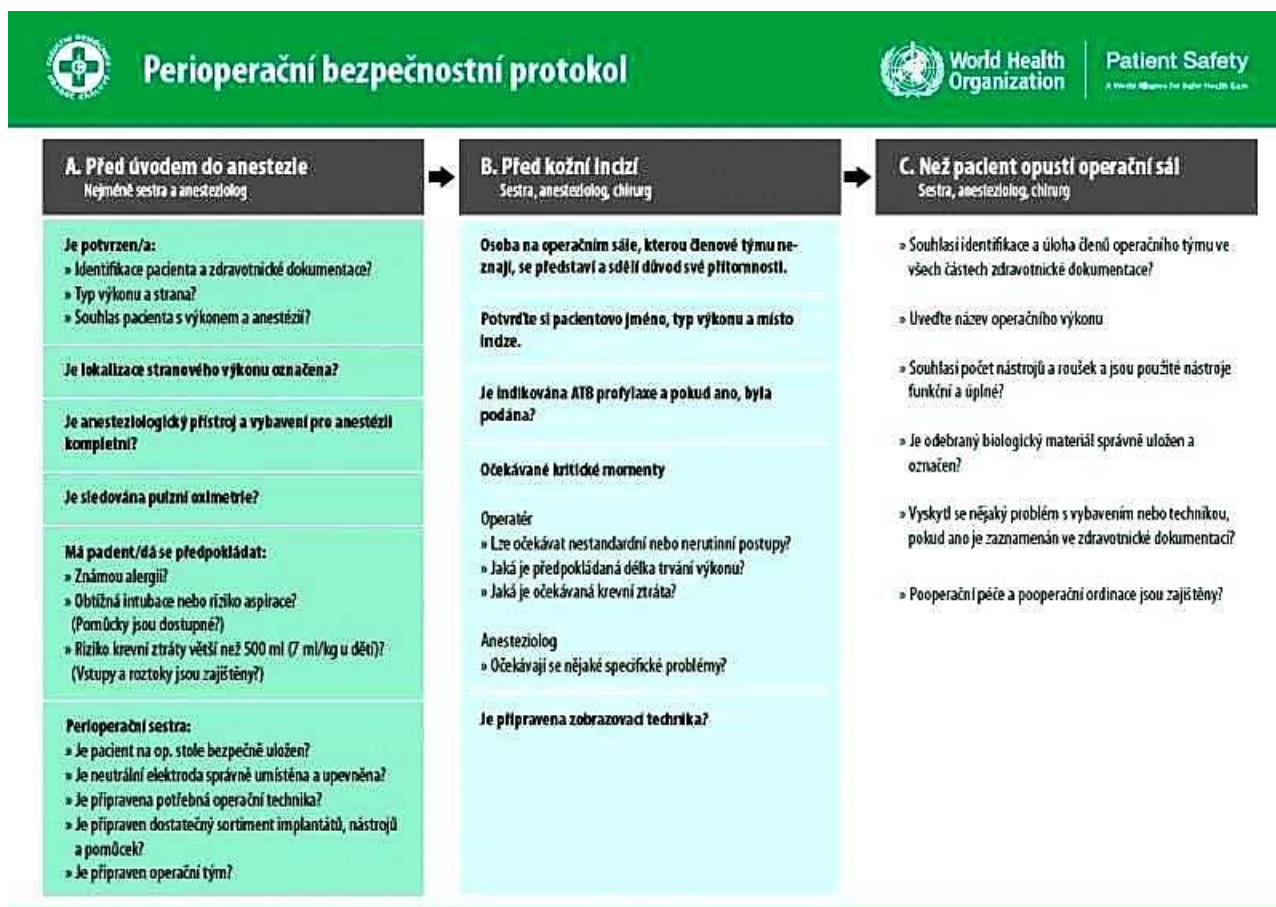 Perioperační bezpečnostní protokol
World Health
Organization
Patient Safety
A World Alliance for Safer Health Care
A. Před úvodem do anestezie
Nejméně sestra a anesteziolog
Je potvrzen/a:
» Identifikace pacienta a zdravotnické dokumentace?
» Typ výkonu a strana?
» Souhlas pacienta s výkonem a anestézií?
Je lokalizace stranového výkonu označena?
Je anesteziologický přístroj a vybavení pro anestézii
kompletní?
Je sledována pulzní oximetrie?
Má pacient/dá se předpokládat:
» Známou alergii?
» Obtížná intubace nebo riziko aspirace?
(Pomůcky jsou dostupné?)
» Riziko krevní ztráty větší než 500 ml (7 ml/kg u dětí)?
(Vstupy a roztoky jsou zajištěny?)
Perioperační sestra:
» Je pacient na op. stole bezpečně uložen?
» Je neutrální elektroda správně umístěna a upevněna?
» Je připravena potřebná operační technika?
» Je připraven dostatečný sortiment implantátů, nástrojů
a pomůcek?
» Je připraven operační tým?
B. Před kožní incizí
Sestra, anesteziolog, chirurg
Osoba na operačním sále, kterou členové týmu ne-
znají, se představí a sdělí důvod své přítomnosti.
Potvrďte si pacientovo jméno, typ výkonu a místo
incize.
Je indikována ATB profylaxe a pokud ano, byla
podána?
Očekávané kritické momenty
Operatér
» Lze očekávat nestandardní nebo nerutinní postupy?
» Jaká je předpokládaná délka trvání výkonu?
» Jaká je očekávaná krevní ztráta?
Anesteziolog
» Očekávají se nějaké specifické problémy?
Je připravena zobrazovací technika?
C. Než pacient opustí operační sál
Sestra, anesteziolog, chirurg
» Souhlasí identifikace a úloha členů operačního týmu ve
všech částech zdravotnické dokumentace?
» Uveďte název operačního výkonu
» Souhlasí počet nástrojů a roušek a jsou použité nástroje
funkční a úplné?
» Je odebraný biologický materiál správně uložen a
označen?
» Vyskytl se nějaký problém s vybavením nebo technikou,
pokud ano je zaznamenán ve zdravotnické dokumentaci?
» Pooperační péče a pooperační ordinace jsou zajištěny?